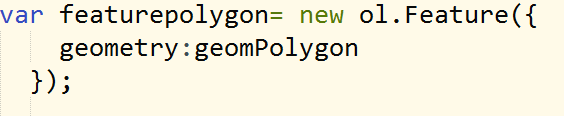 var featurepolygon= new ol.Feature({
geometry:geomPolygon
});